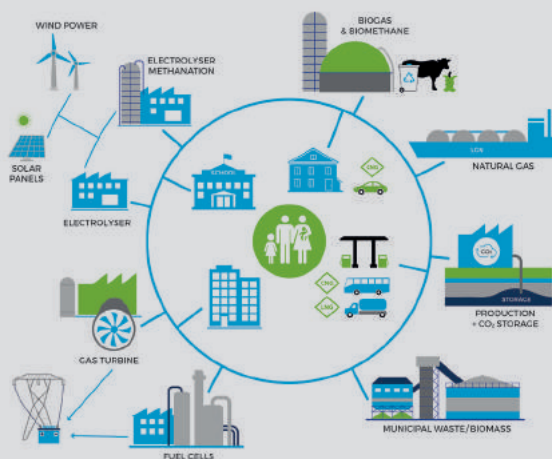 WIND POWER
ELECTROLYSER
METHANATION
BIOGAS
& BIOMETHANE
SOLAR
PANELS
ELECTROLYSER
SCHOOL
CNG
LNG
NATURAL GAS
CO₂
STORAGE
PRODUCTION
+ CO₂ STORAGE
CNG
LNG
GAS
TURBINE
FUEL CELLS
MUNICIPAL WASTE/BIOMASS